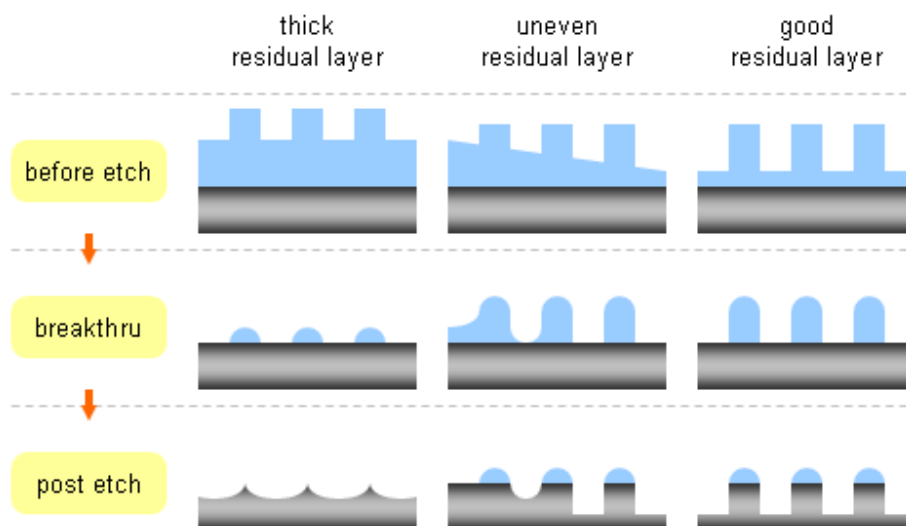 thick
residual layer
uneven
residual layer
good
residual layer
before etch
breakthru
post etch